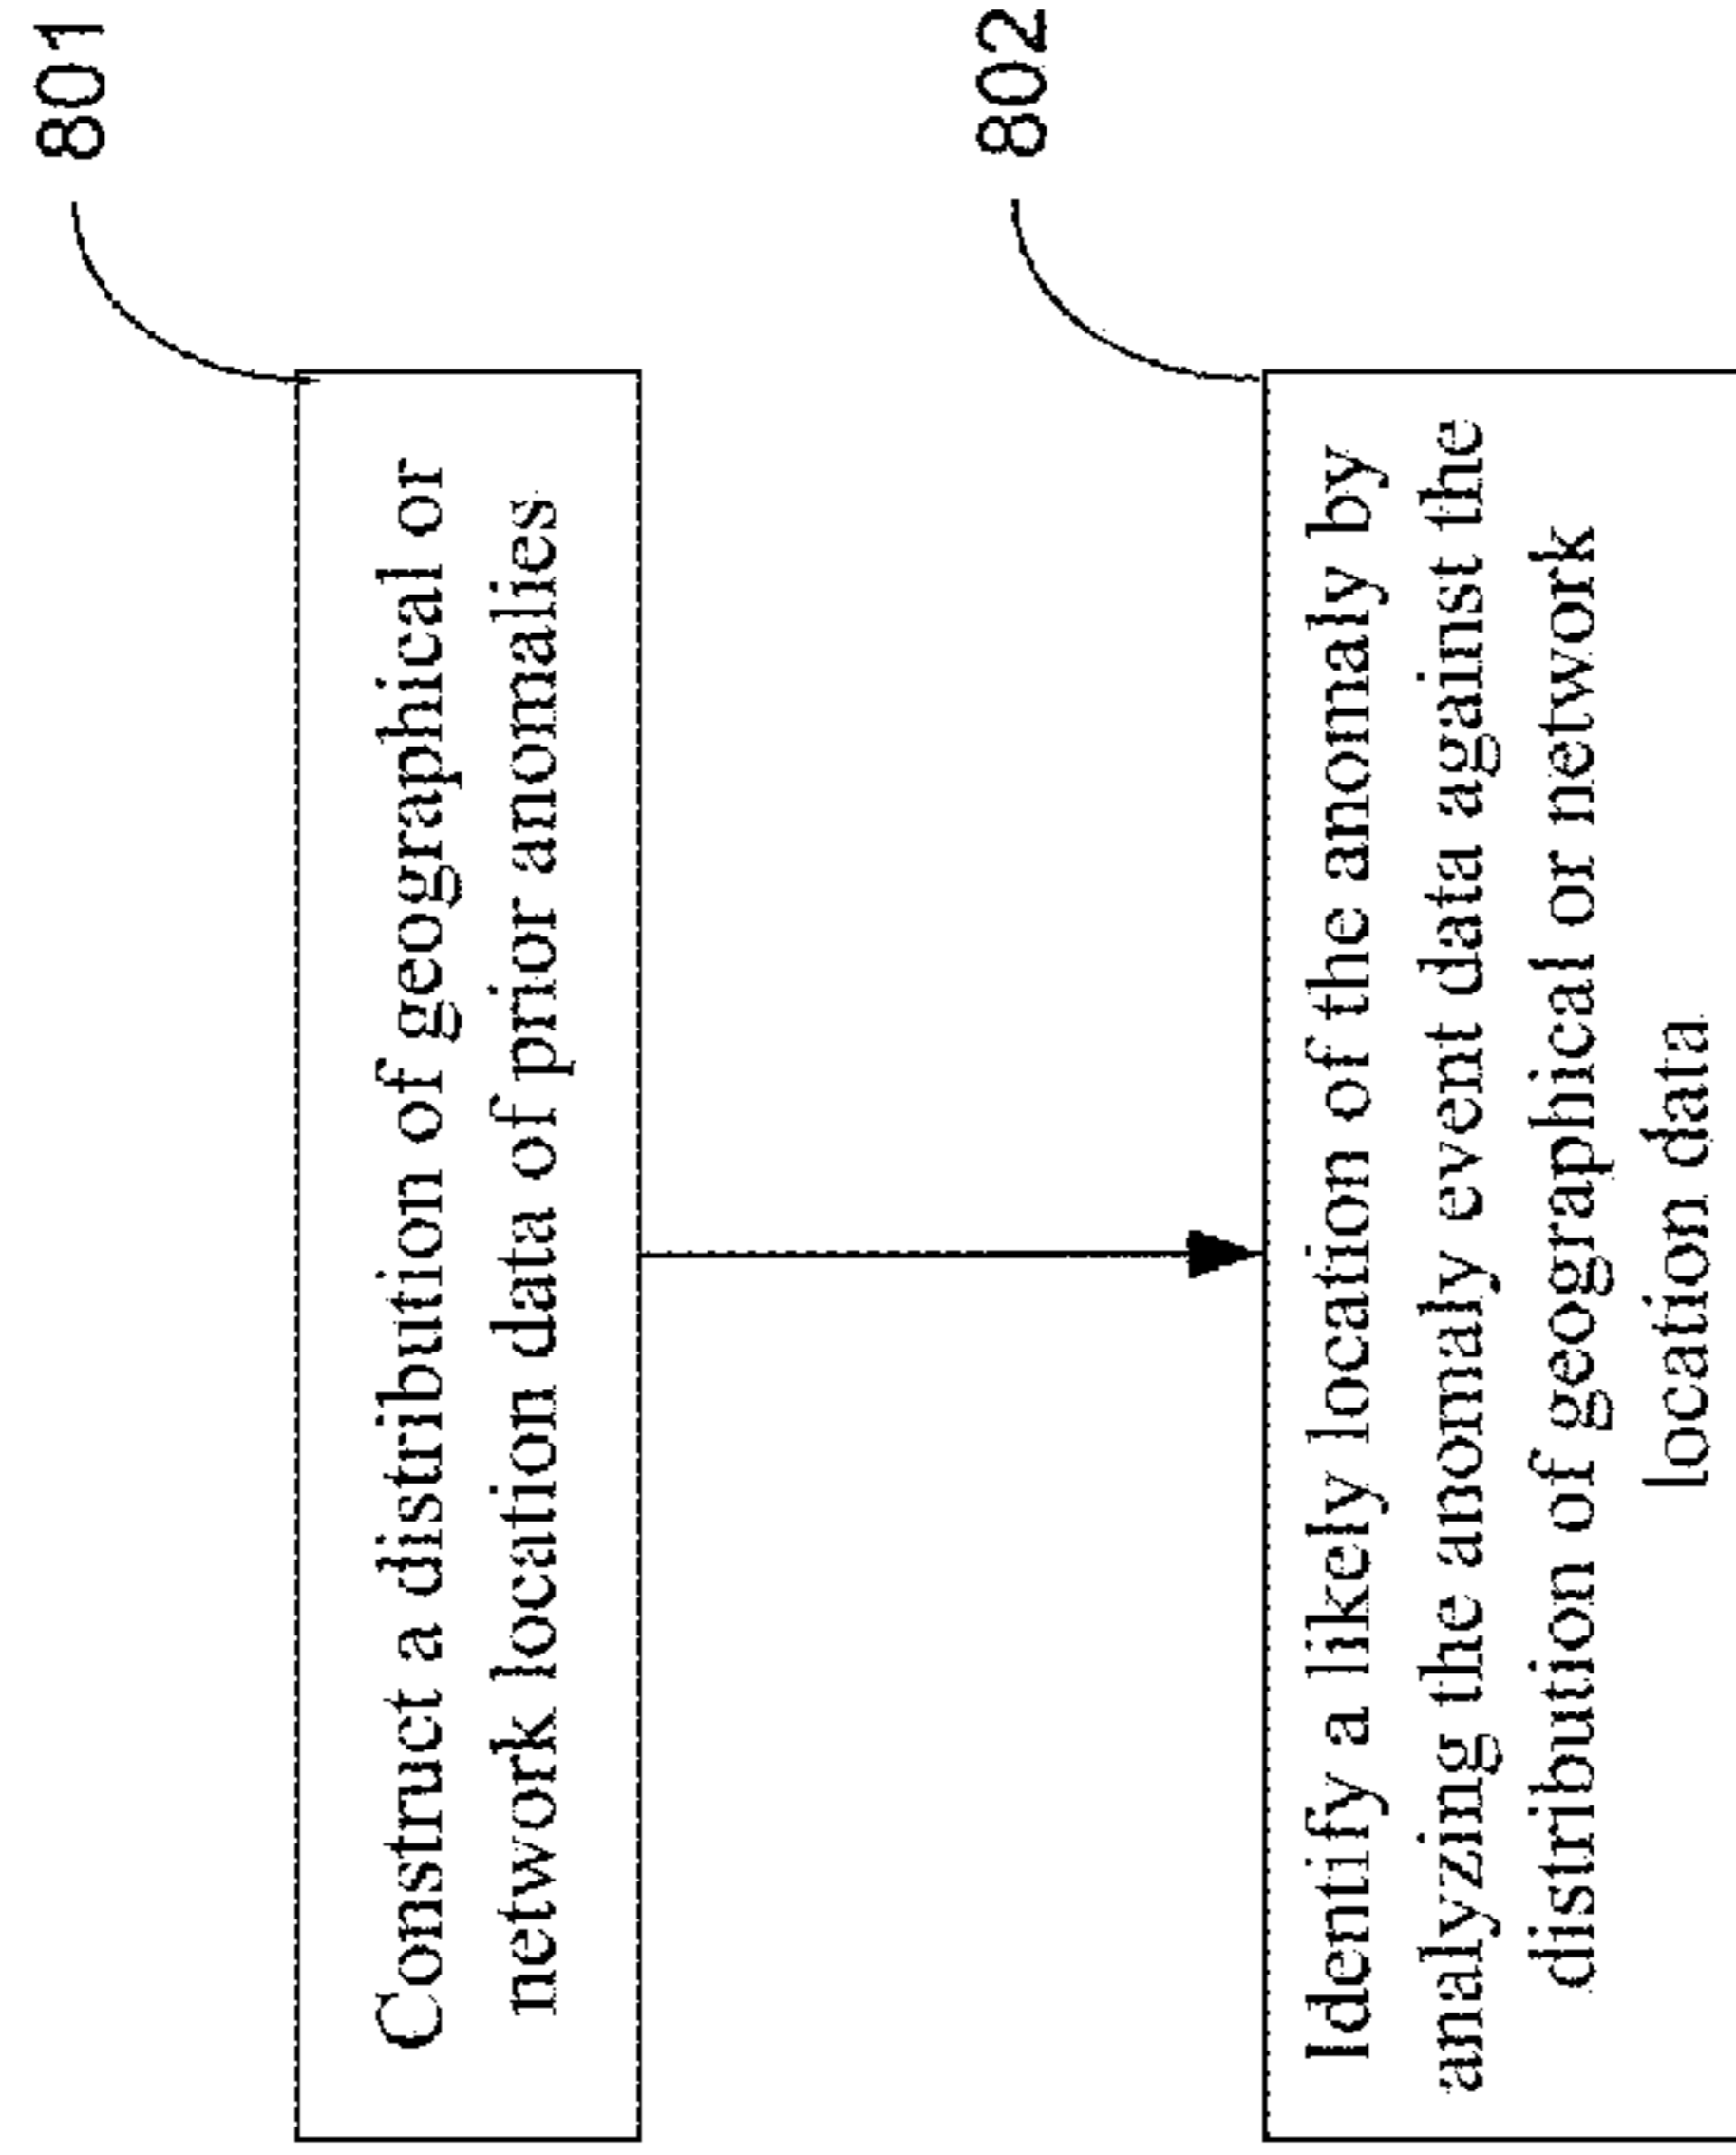 801
Construct a distribution of geographical or
network location data of prior anomalies
802
Identify a likely location of the anomaly by
analyzing the anomaly event data against the
distribution of geographical or network
location data